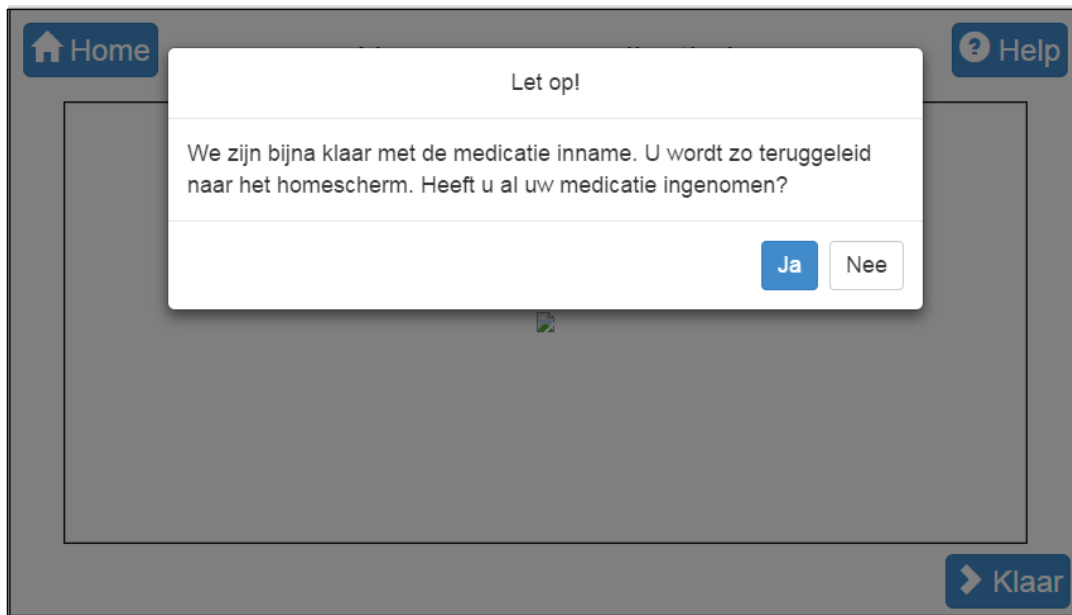 Home
Help
Let op!
We zijn bijna klaar met de medicatie inname. U wordt zo teruggeleid
naar het homescherm. Heeft u al uw medicatie ingenomen?
Ja
Nee
Klaar